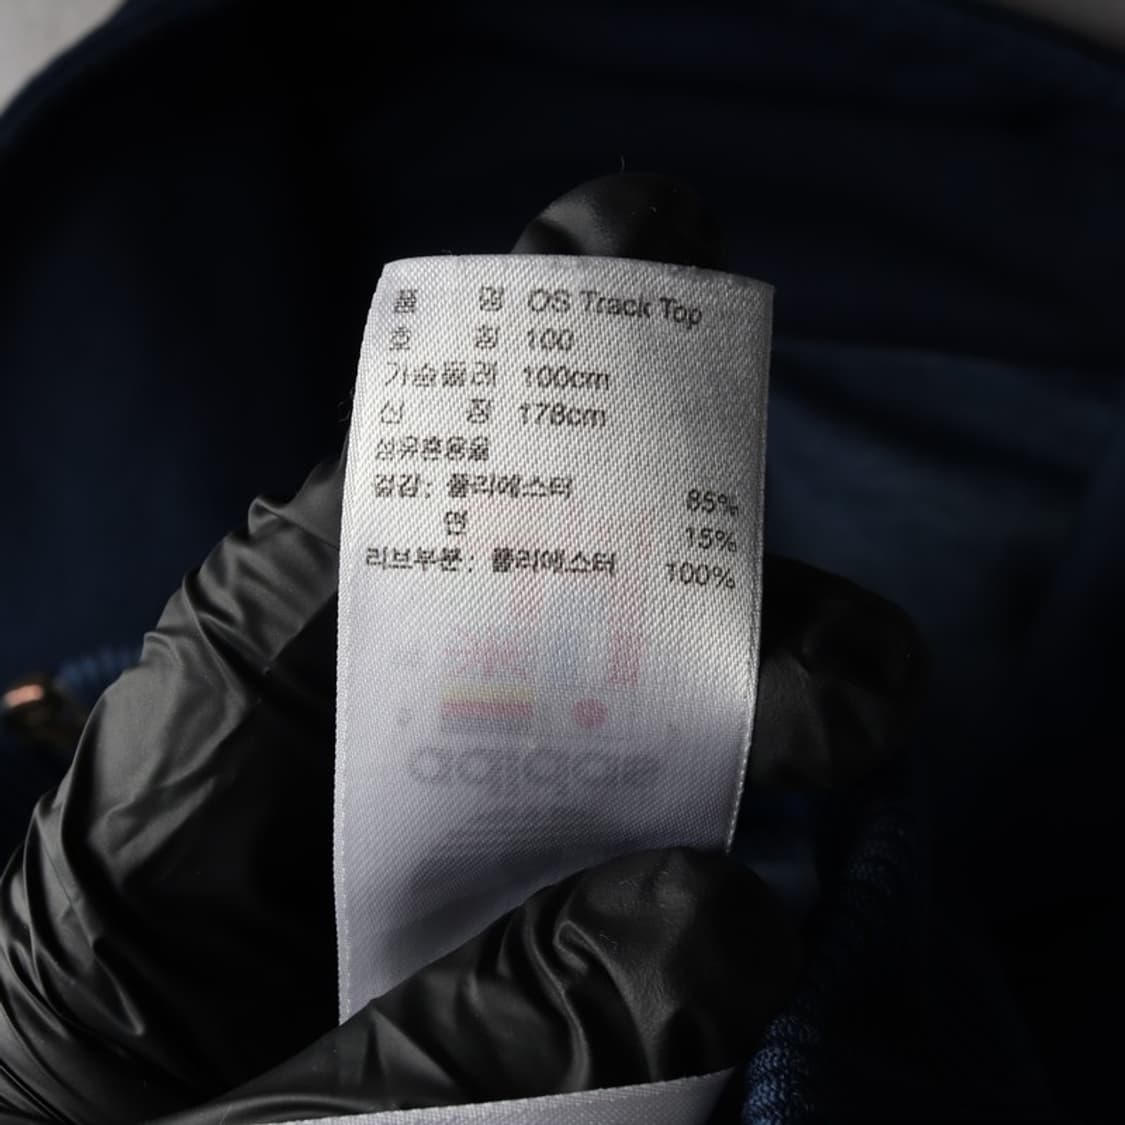 품 명 OS Track Top
호 칭 100
가슴둘레 100cm
신 장 178cm
섬유혼용율
겉감: 폴리에스터 85%
면 15%
리브부분: 폴리에스터 100%
adidas